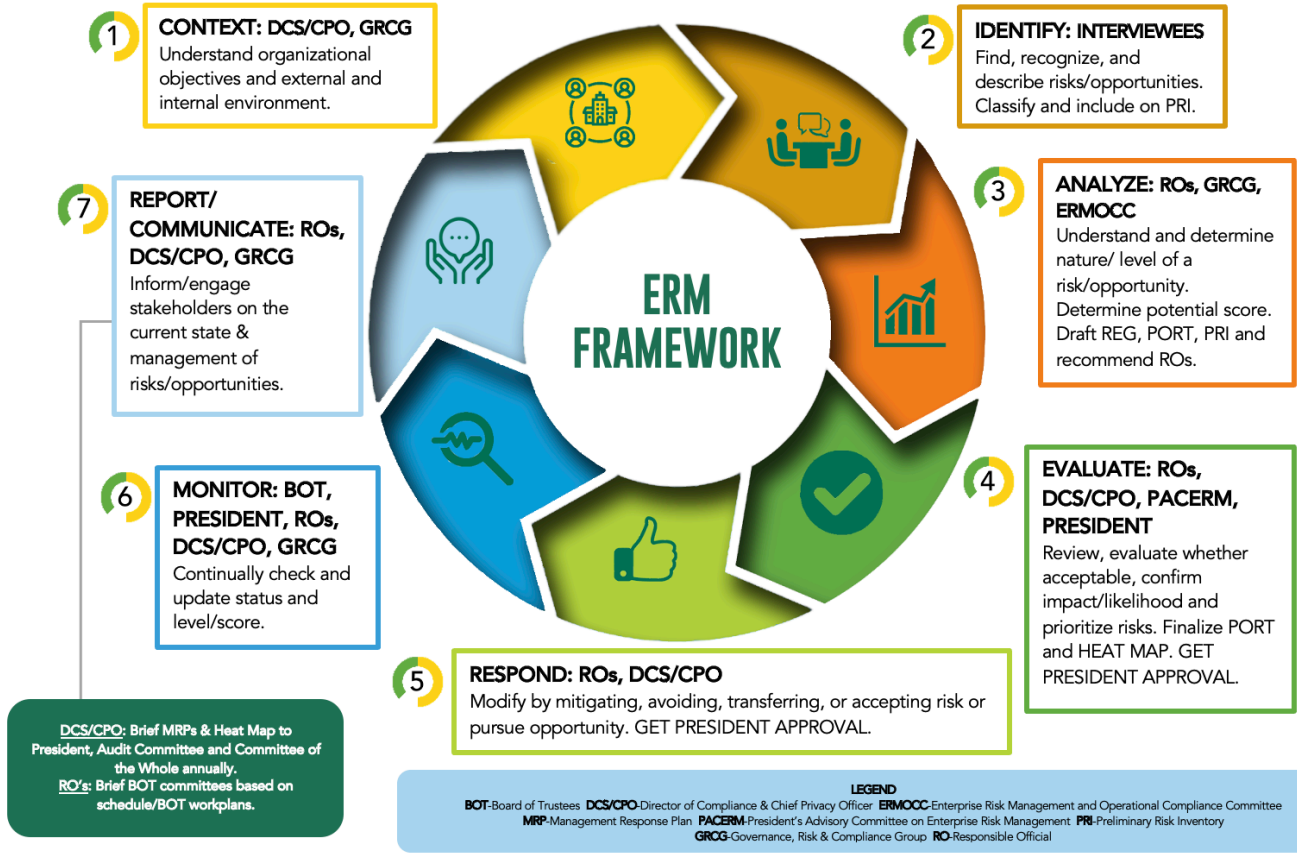 1
CONTEXT: DCS/CPO, GRCG
Understand organizational
objectives and external and
internal environment.
2
IDENTIFY: INTERVIEWEES
Find, recognize, and
describe risks/opportunities.
Classify and include on PRI.
3
ANALYZE: ROs, GRCG,
ERMOCC
Understand and determine
nature/ level of a
risk/opportunity.
Determine potential score.
Draft REG, PORT, PRI and
recommend ROs.
4
EVALUATE: ROs,
DCS/CPO, PACERM,
PRESIDENT
Review, evaluate whether
acceptable, confirm
impact/likelihood and
prioritize risks. Finalize PORT
and HEAT MAP. GET
PRESIDENT APPROVAL.
5
RESPOND: ROs, DCS/CPO
Modify by mitigating, avoiding, transferring, or accepting risk or
pursue opportunity. GET PRESIDENT APPROVAL.
6
MONITOR: BOT,
PRESIDENT, ROs,
DCS/CPO, GRCG
Continually check and
update status and
level/score.
7
REPORT/
COMMUNICATE: ROs,
DCS/CPO, GRCG
Inform/engage
stakeholders on the
current state &
management of
risks/opportunities.
ERM
FRAMEWORK
DCS/CPO: Brief MRPs & Heat Map to
President, Audit Committee and Committee of
the Whole annually.
RO's: Brief BOT committees based on
schedule/BOT workplans.
LEGEND
BOT-Board of Trustees DCS/CPO-Director of Compliance & Chief Privacy Officer ERMOCC-Enterprise Risk Management and Operational Compliance Committee
MRP-Management Response Plan PACERM-President's Advisory Committee on Enterprise Risk Management PRI-Preliminary Risk Inventory
GRCG-Governance, Risk & Compliance Group RO-Responsible Official